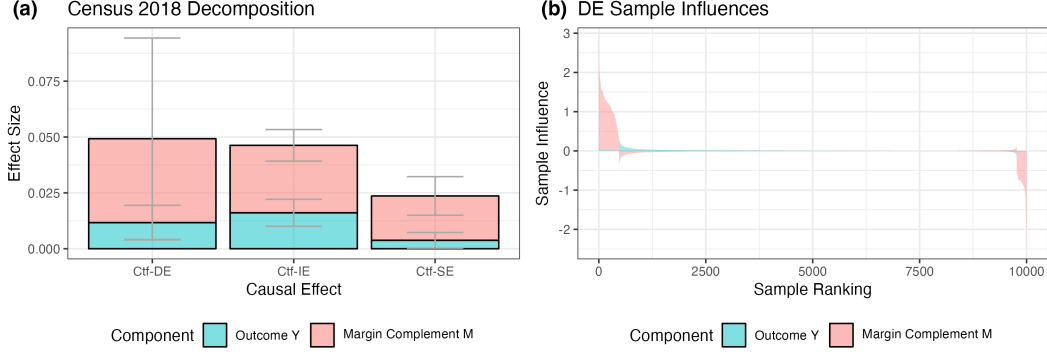 (a) Census 2018 Decomposition
Effect Size
0.075
0.050
0.025
0.000
Ctf-DE Ctf-IE Ctf-SE
Causal Effect
Component Outcome Y Margin Complement M
(b) DE Sample Influences
Sample Influence
3
2
1
0
-1
-2
0 2500 5000 7500 10000
Sample Ranking
Component Outcome Y Margin Complement M